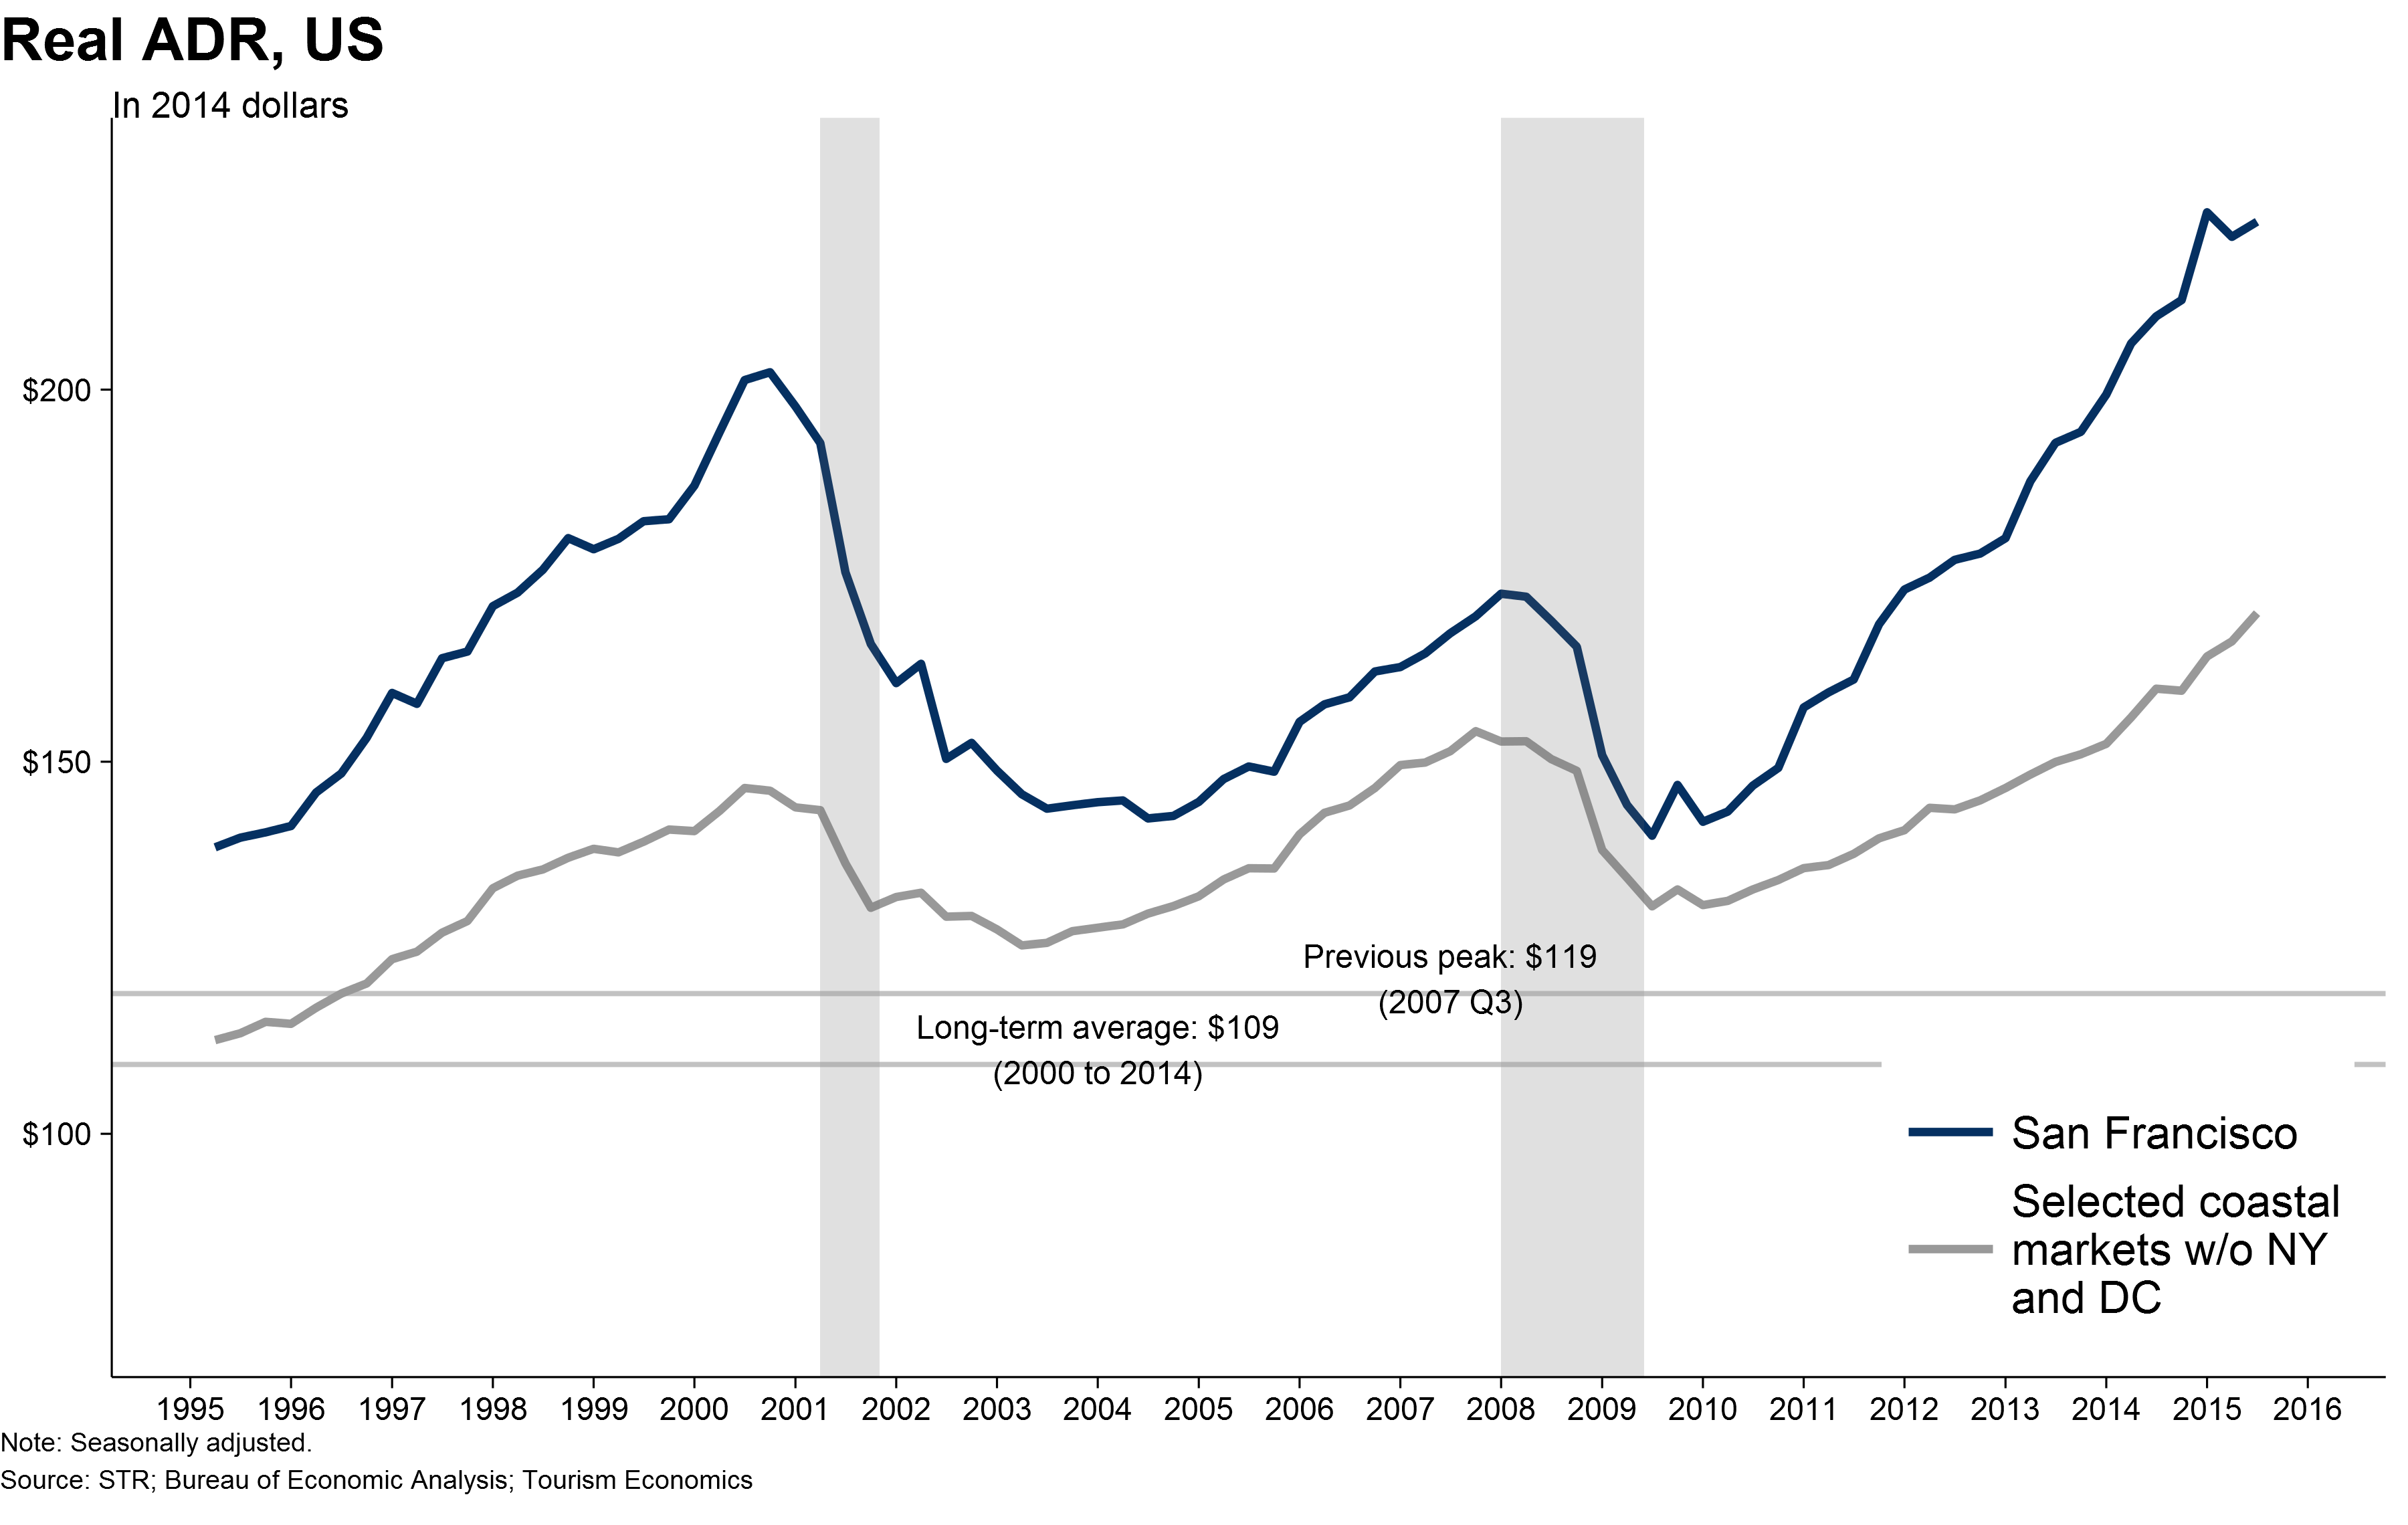 Real ADR, US
In 2014 dollars
$200
$150
$100
Previous peak: $119
(2007 Q3)
Long-term average: $109
(2000 to 2014)
San Francisco
Selected coastal
markets w/o NY
and DC
1995 1996 1997 1998 1999 2000 2001 2002 2003 2004 2005 2006 2007 2008 2009 2010 2011 2012 2013 2014 2015 2016
Note: Seasonally adjusted.
Source: STR; Bureau of Economic Analysis; Tourism Economics